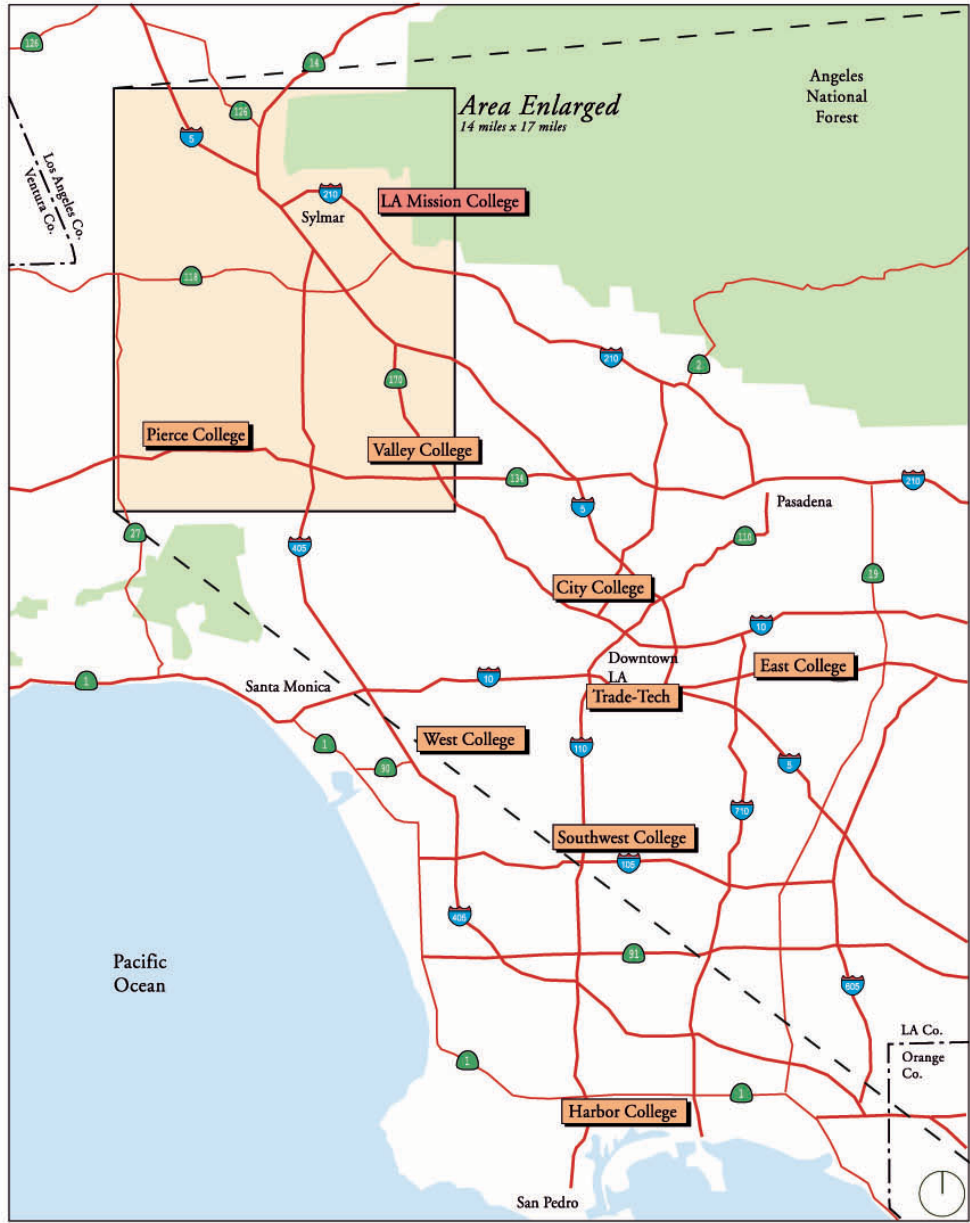 126
14
126
Area Enlarged
14 miles x 17 miles
Angeles
National
Forest
5
Los Angeles Co.
Ventura Co.
210
LA Mission College
Sylmar
118
210
2
170
Pierce College
Valley College
134
210
5
Pasadena
27
405
110
19
City College
10
Downtown
LA
East College
1
Santa Monica
10
Trade-Tech
1
West College
110
90
5
710
Southwest College
105
405
91
Pacific
Ocean
605
LA Co.
Orange
Co.
1
1
Harbor College
San Pedro